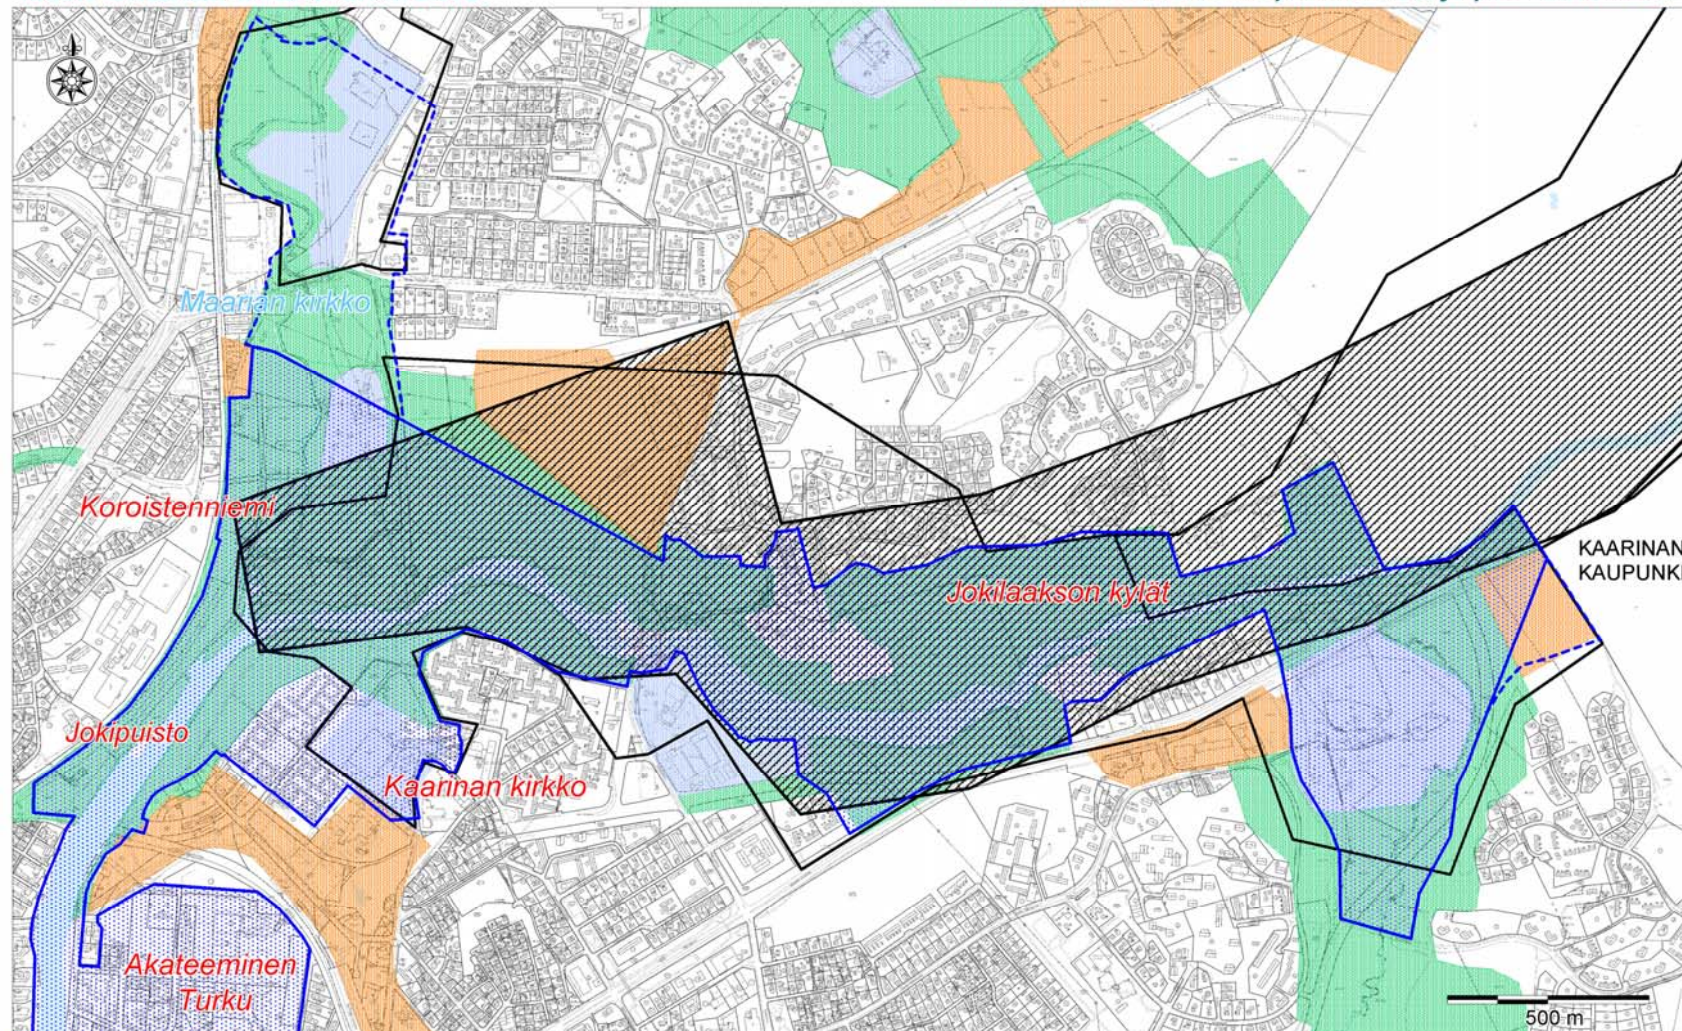 Maarian kirkko
Koroistenniemi
KAARINAN
KAUPUNKI
Jokilaakson kylät
Jokipuisto
Kaarinan kirkko
Akateeminen
Turku
500 m